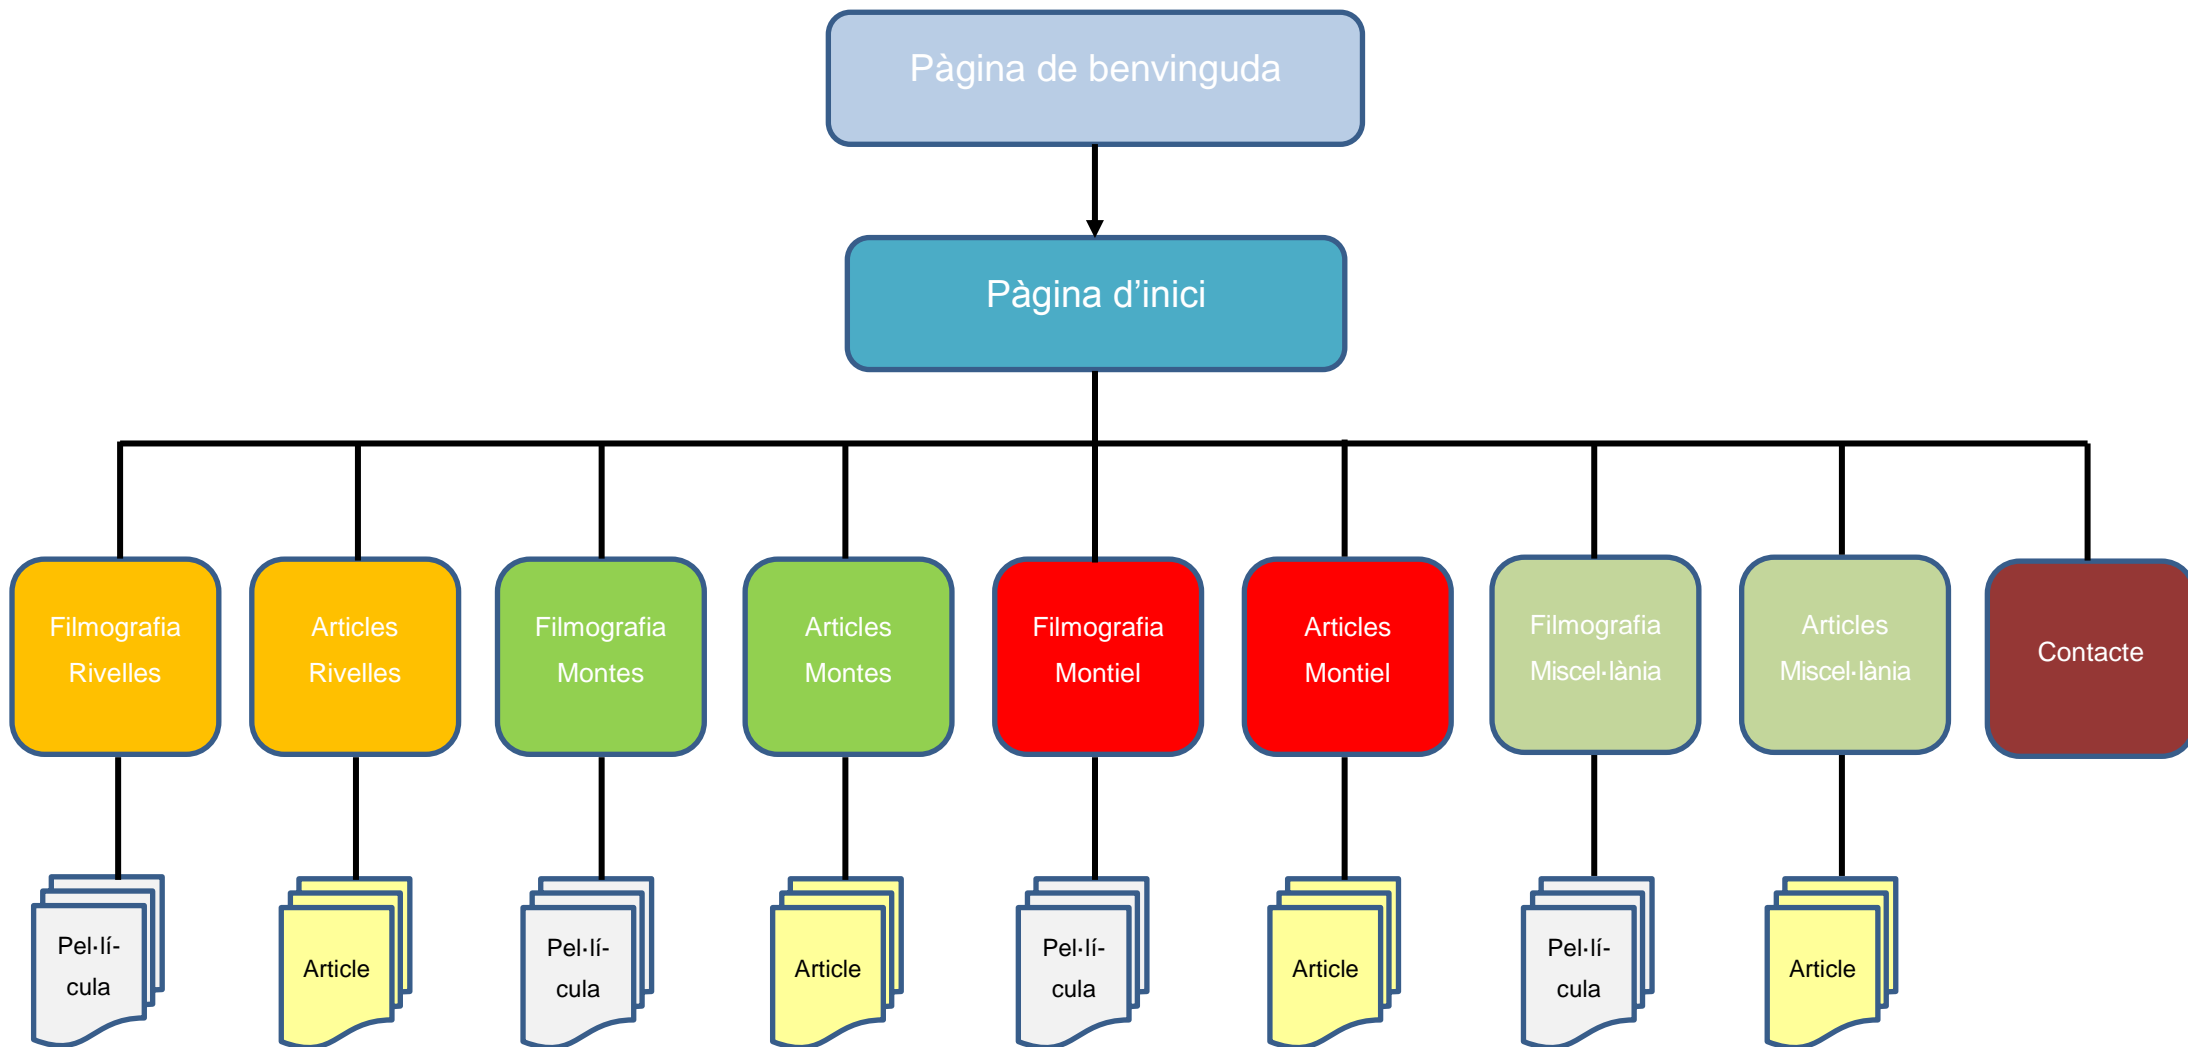 Pàgina de benvinguda
Pàgina d’inici
Filmografia
Rivelles
Articles
Rivelles
Filmografia
Montes
Articles
Montes
Filmografia
Montiel
Articles
Montiel
Filmografia
Miscel·lània
Articles
Miscel·lània
Contacte
Pel·lí-
cula
Article
Pel·lí-
cula
Article
Pel·lí-
cula
Article
Pel·lí-
cula
Article